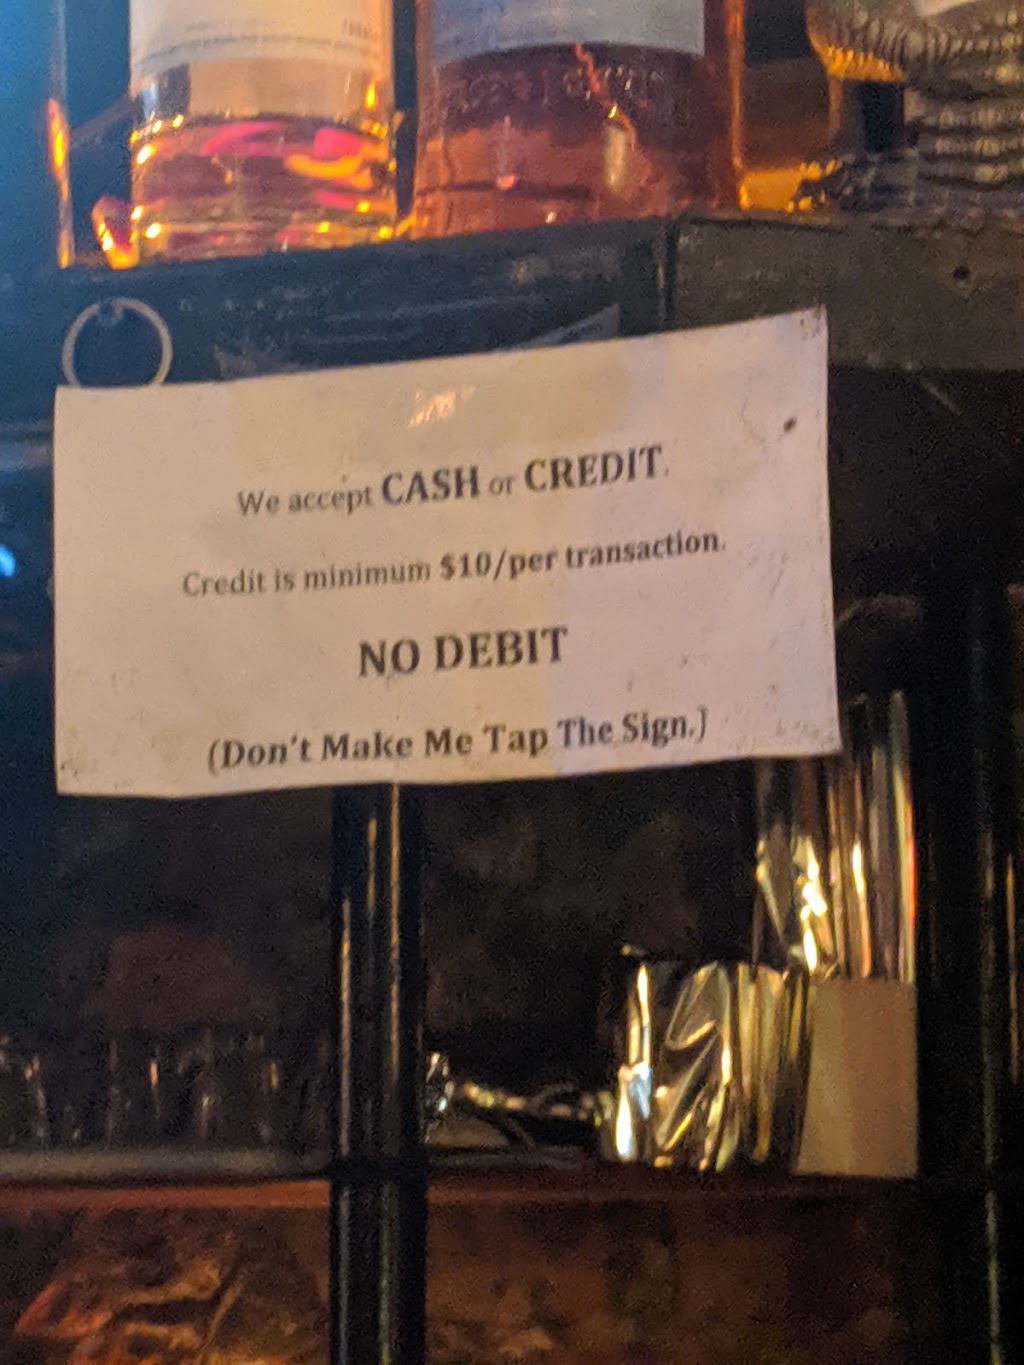 We accept CASH or CREDIT.
Credit is minimum $10/per transaction.
NO DEBIT
(Don't Make Me Tap The Sign.)